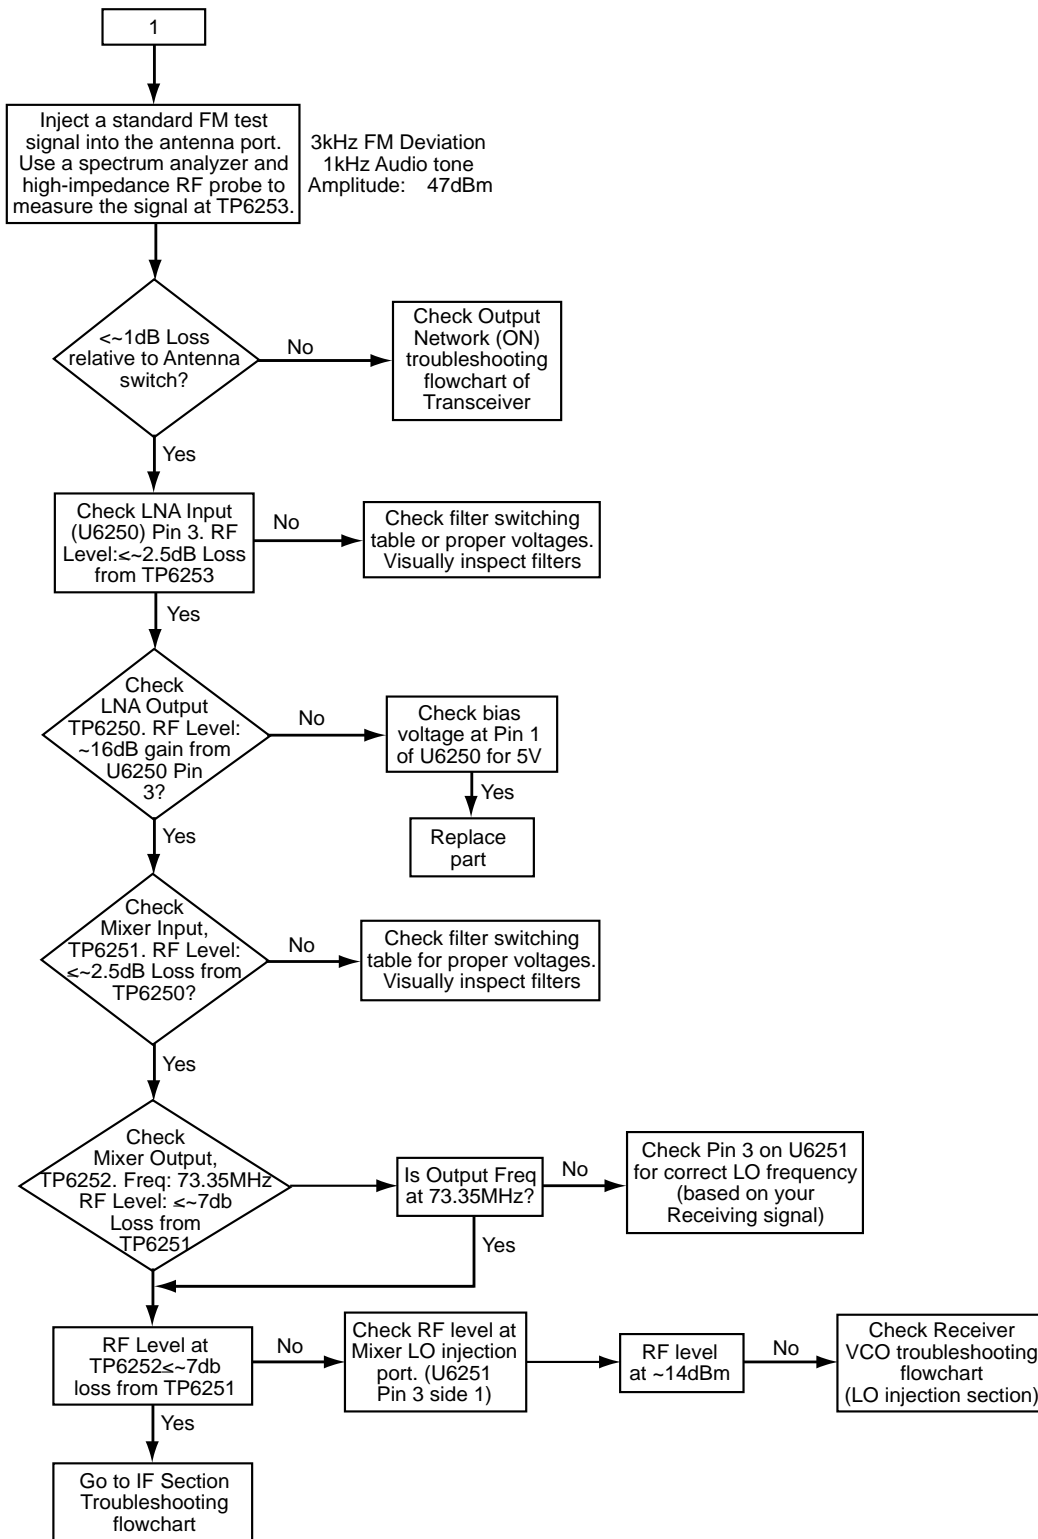 1
Inject a standard FM test
signal into the antenna port.
Use a spectrum analyzer and
high-impedance RF probe to
measure the signal at TP6253.
3kHz FM Deviation
1kHz Audio tone
Amplitude: 47dBm
<~1dB Loss
relative to Antenna
switch?
No
Check Output
Network (ON)
troubleshooting
flowchart of
Transceiver
Yes
Check LNA Input
(U6250) Pin 3. RF
Level:≤~2.5dB Loss
from TP6253
No
Check filter switching
table or proper voltages.
Visually inspect filters
Yes
Check
LNA Output
TP6250. RF Level:
~16dB gain from
U6250 Pin
3?
No
Check bias
voltage at Pin 1
of U6250 for 5V
Yes
Replace
part
Yes
Check
Mixer Input,
TP6251. RF Level:
≤~2.5dB Loss from
TP6250?
No
Check filter switching
table for proper voltages.
Visually inspect filters
Yes
Check
Mixer Output,
TP6252. Freq: 73.35MHz
RF Level: ≤~7db
Loss from
TP6251
Is Output Freq
at 73.35MHz?
No
Check Pin 3 on U6251
for correct LO frequency
(based on your
Receiving signal)
Yes
RF Level at
TP6252≤~7db
loss from TP6251
No
Check RF level at
Mixer LO injection
port. (U6251
Pin 3 side 1)
RF level
at ~14dBm
No
Check Receiver
VCO troubleshooting
flowchart
(LO injection section)
Yes
Go to IF Section
Troubleshooting
flowchart